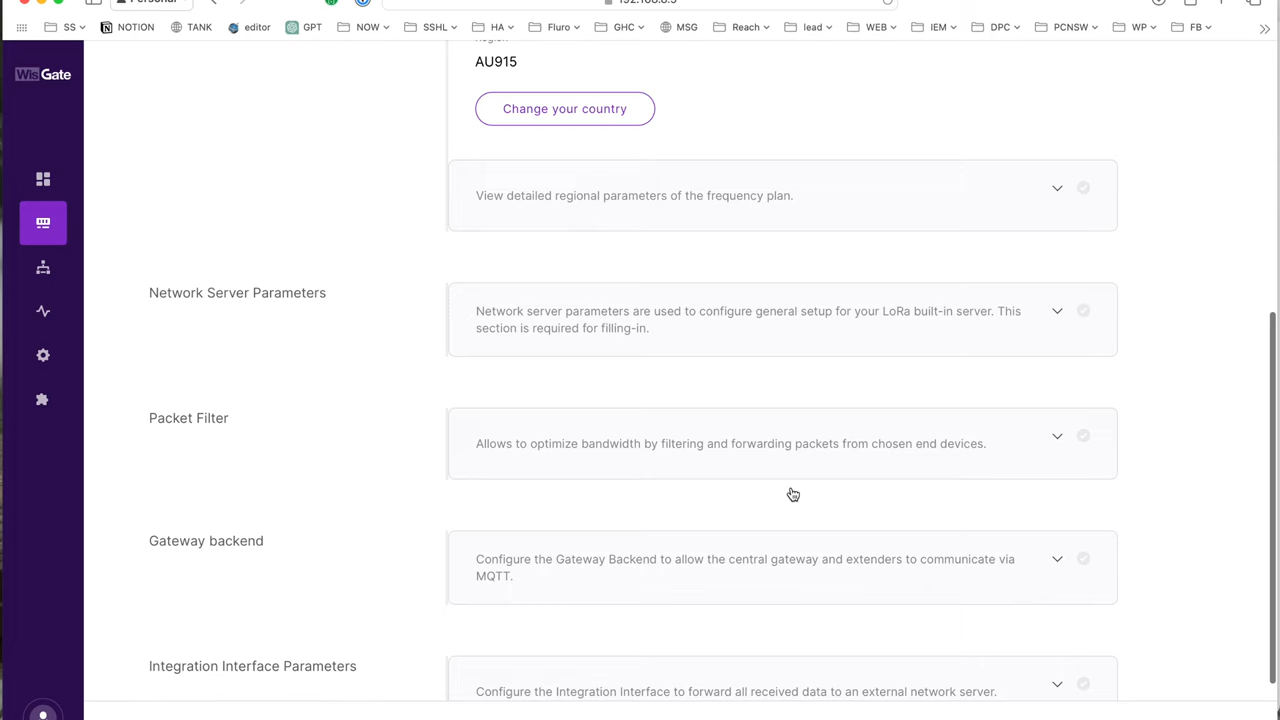 Personal
SS
NOTION
TANK
editor
GPT
NOW
SSHL
HA
Fluro
GHC
MSG
Reach
lead
WEB
IEM
DPC
PCNSW
WP
FB
WisGate
AU915
Change your country
View detailed regional parameters of the frequency plan.
Network Server Parameters
Network server parameters are used to configure general setup for your LoRa built-in server. This
section is required for filling-in.
Packet Filter
Allows to optimize bandwidth by filtering and forwarding packets from chosen end devices.
Gateway backend
Configure the Gateway Backend to allow the central gateway and extenders to communicate via
MQTT.
Integration Interface Parameters
Configure the Integration Interface to forward all received data to an external network server.